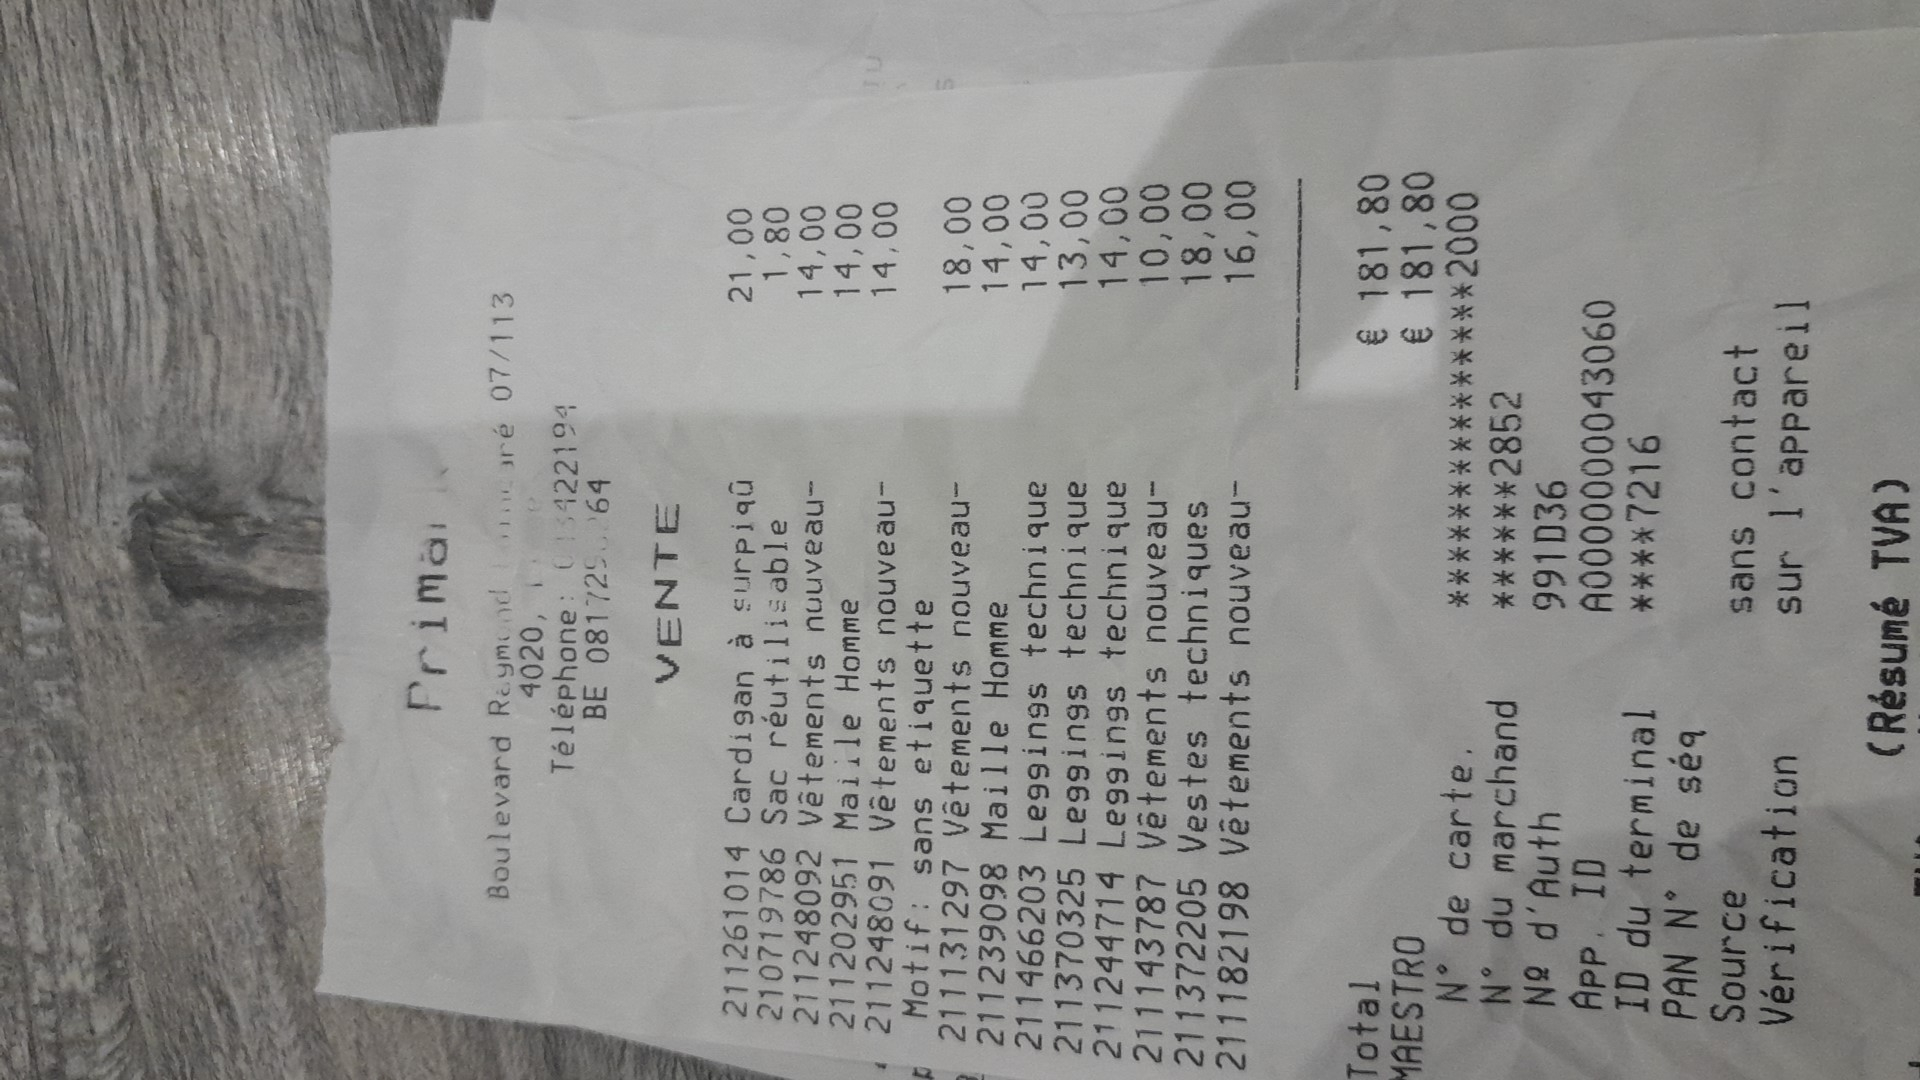 Boulevard Raymond 07/113
4020,
Téléphone:
BE
VENTE
211261014 Cardigan à surpiqû 21,00
210719786 Sac réutilisable 1,80
211248092 Vêtements nouveau- 14,00
211202951 Maille Homme 14,00
211248091 Vêtements nouveau- 14,00
Motif: sans etiquette
211131297 Vêtements nouveau- 18,00
211239098 Maille Homme 14,00
211466203 Leggings technique 14,00
211370325 Leggings technique 13,00
211244714 Leggings technique 14,00
211143787 Vêtements nouveau- 10,00
211372205 Vestes techniques 18,00
211182198 Vêtements nouveau- 16,00
Total € 181,80
MAESTRO € 181,80
N° de carte. ***************2000
N° du marchand *****2852
Nº d'Auth 991D36
App. ID A0000000043060
ID du terminal ****7216
PAN N° de séq
Source sans contact
Vérification sur l'appareil
(Résumé TVA)